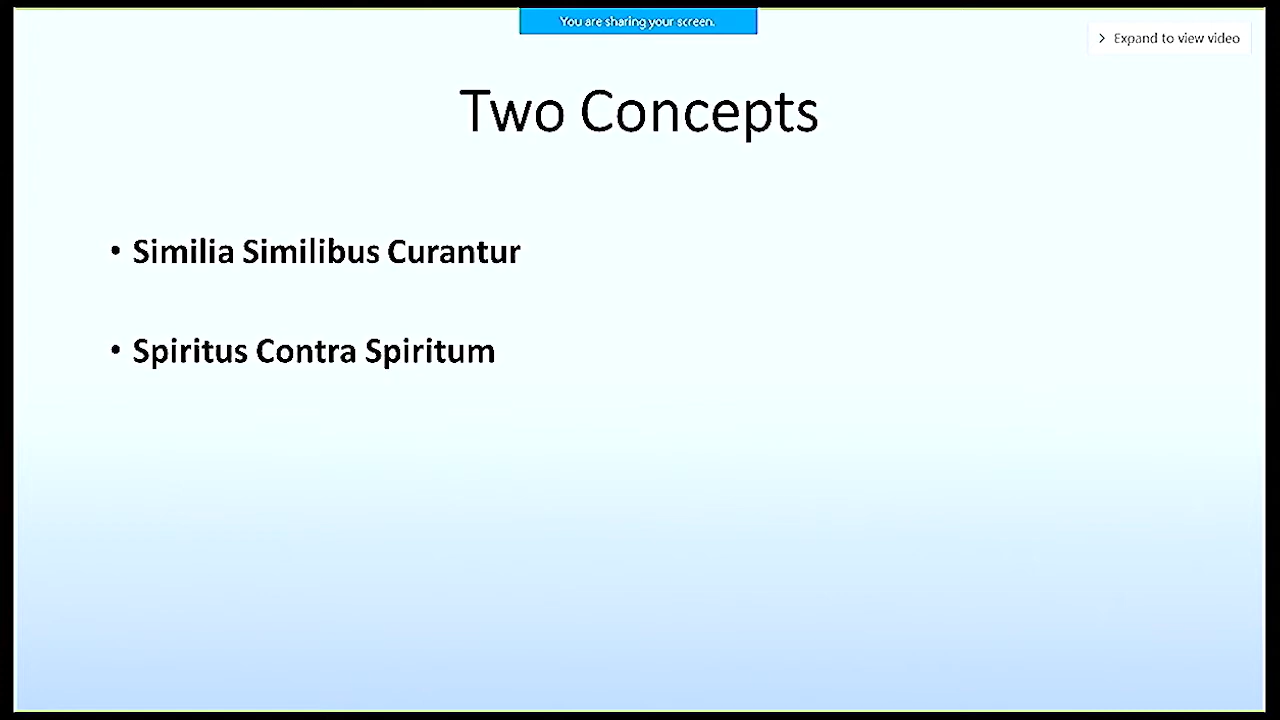 You are sharing your screen.
Expand to view video
Two Concepts
• Similia Similibus Curantur
• Spiritus Contra Spiritum